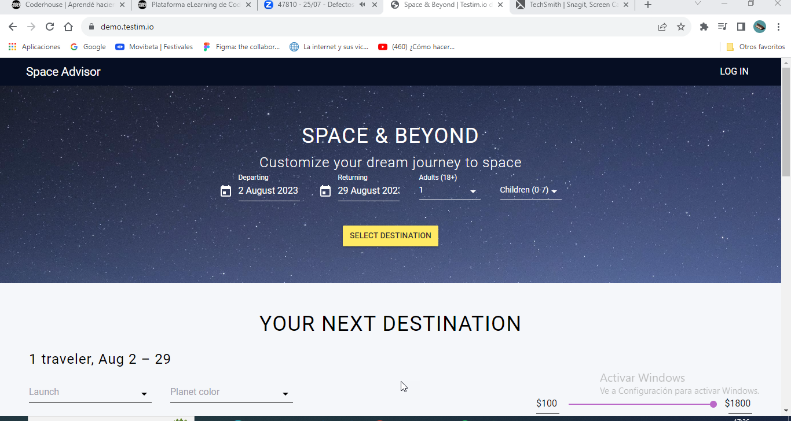 Coderhouse | Aprendé hacie
Plataforma eLearning de Coc
47810 - 25/07 - Defectos
Space & Beyond | Testim.io
TechSmith | Snagit, Screen C
demo.testim.io
Aplicaciones
Google
Movibeta | Festivales
Figma: the collabor...
La internet y sus vic...
(460) ¿Cómo hacer...
Otros favoritos
Space Advisor
LOG IN
SPACE & BEYOND
Customize your dream journey to space
Departing
Returning
Adults (18+)
2 August 2023
29 August 202
1
Children (0-7)
SELECT DESTINATION
YOUR NEXT DESTINATION
1 traveler, Aug 2 – 29
Launch
Planet color
$100
$1800
Activar Windows
Ve a Configuración para activar Windows.